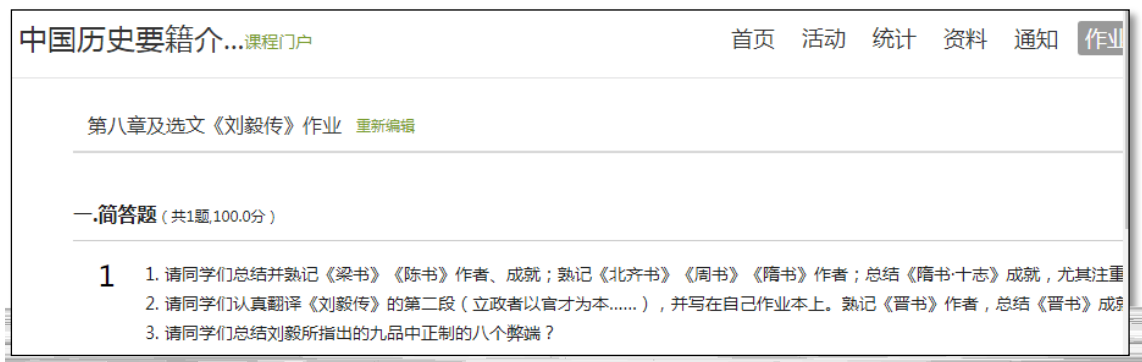 中国历史要籍介...课程门户 首页 活动 统计 资料 通知 作业
第八章及选文《刘毅传》作业 重新编辑
一.简答题（共1题,100.0分）
1 1. 请同学们总结并熟记《梁书》《陈书》作者、成就；熟记《北齐书》《周书》《隋书》作者；总结《隋书·十志》成就，尤其注重
2. 请同学们认真翻译《刘毅传》的第二段（立政者以官才为本......），并写在自己作业本上。熟记《晋书》作者，总结《晋书》成就
3. 请同学们总结刘毅所指出的九品中正制的八个弊端？